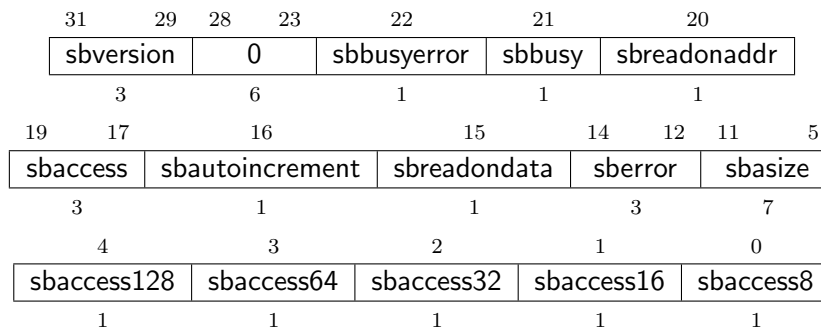 31 29 28 23 22 21 20
sbversion 0 sbbusyerror sbbusy sbreadonaddr
3 6 1 1 1
19 17 16 15 14 12 11 5
sbaccess sbautoincrement sbreadondata sberror sbasize
3 1 1 3 7
4 3 2 1 0
sbaccess128 sbaccess64 sbaccess32 sbaccess16 sbaccess8
1 1 1 1 1